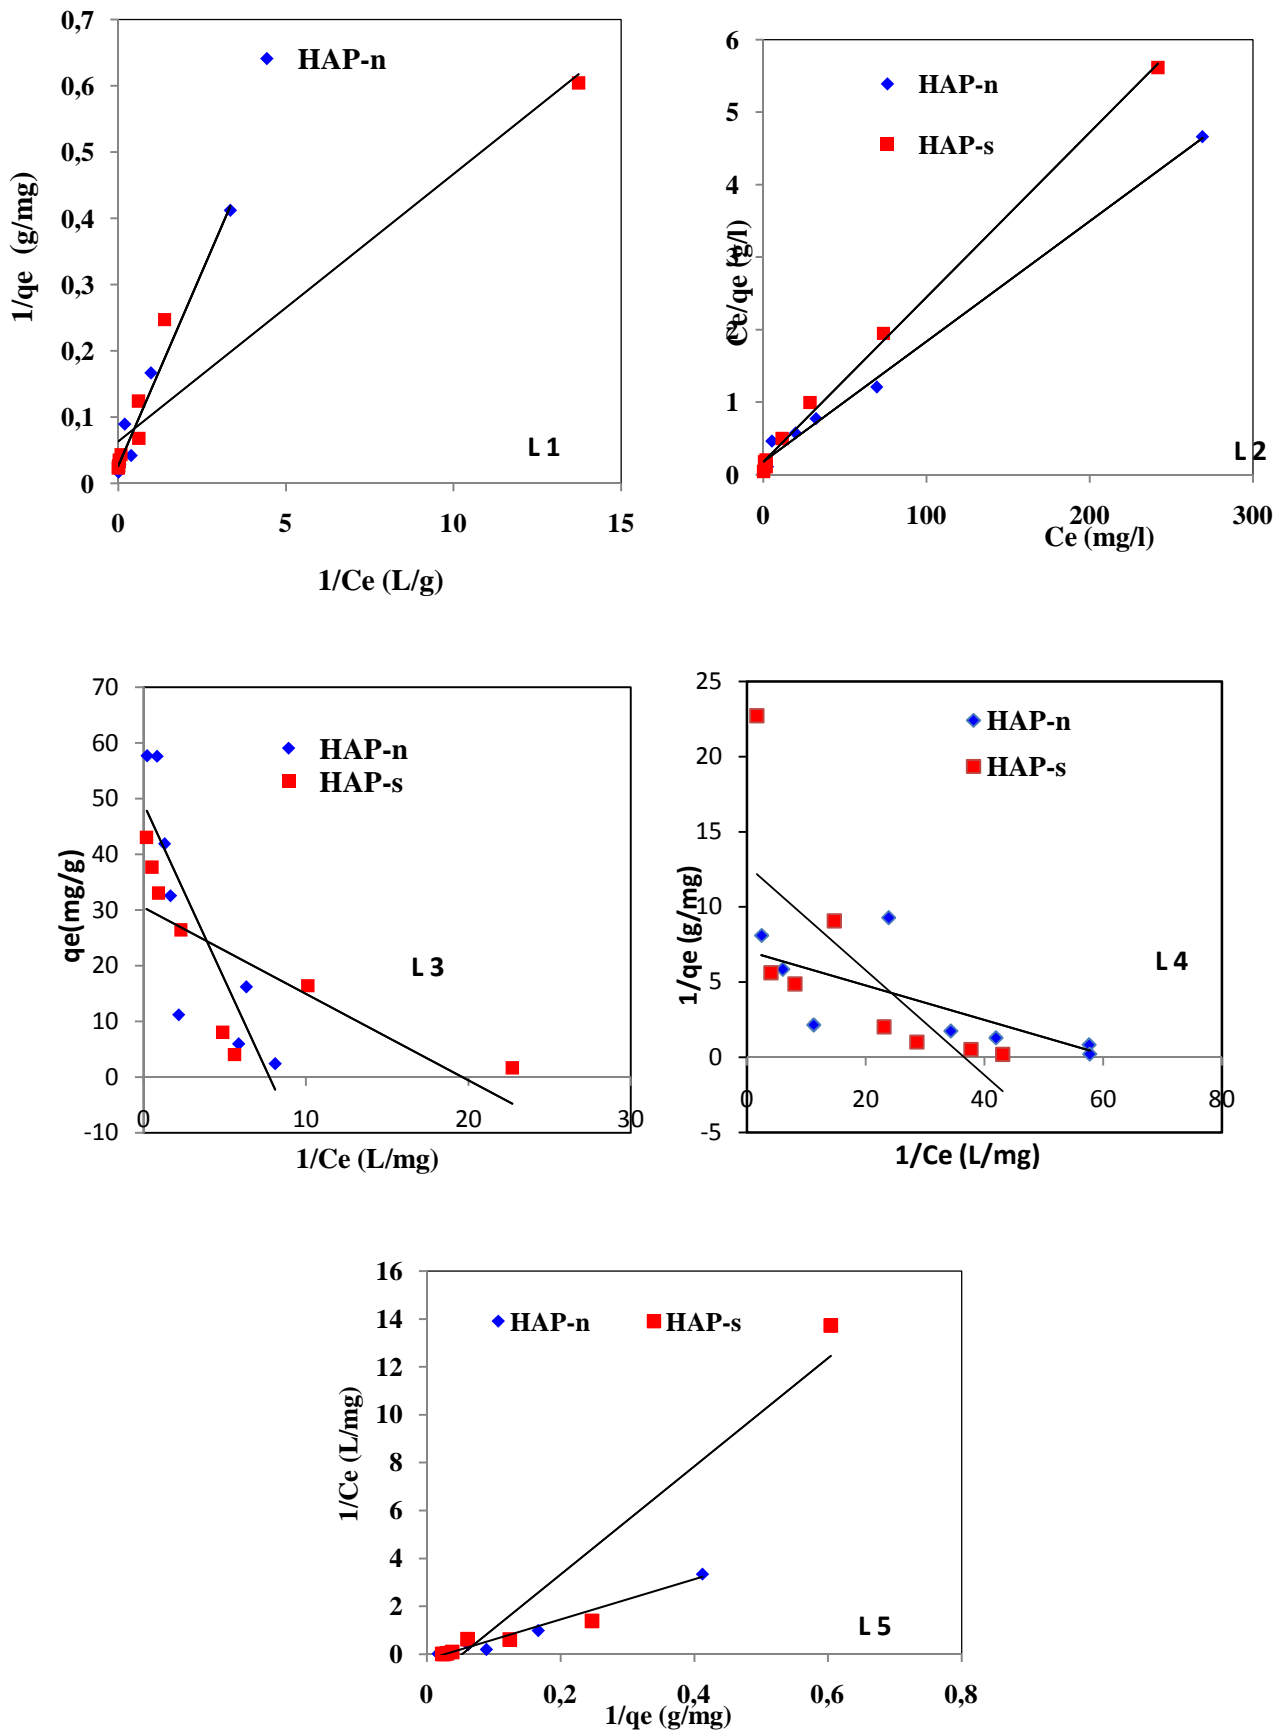 0,7
0,6
0,5
0,4
0,3
0,2
0,1
0
1/qe (g/mg)
HAP-n
L 1
0 5 10 15
1/Ce (L/g)
6
5
4
3
2
1
0
Ce/qe (g/l)
HAP-n
HAP-s
L 2
0 100 200 300
Ce (mg/l)
70
60
50
40
30
20
10
0
-10
qe(mg/g)
HAP-n
HAP-s
L 3
0 10 20 30
1/Ce (L/mg)
25
20
15
10
5
0
-5
1/qe (g/mg)
HAP-n
HAP-s
L 4
0 20 40 60 80
1/Ce (L/mg)
16
14
12
10
8
6
4
2
0
1/Ce (L/mg)
HAP-n HAP-s
L 5
0 0,2 0,4 0,6 0,8
1/qe (g/mg)